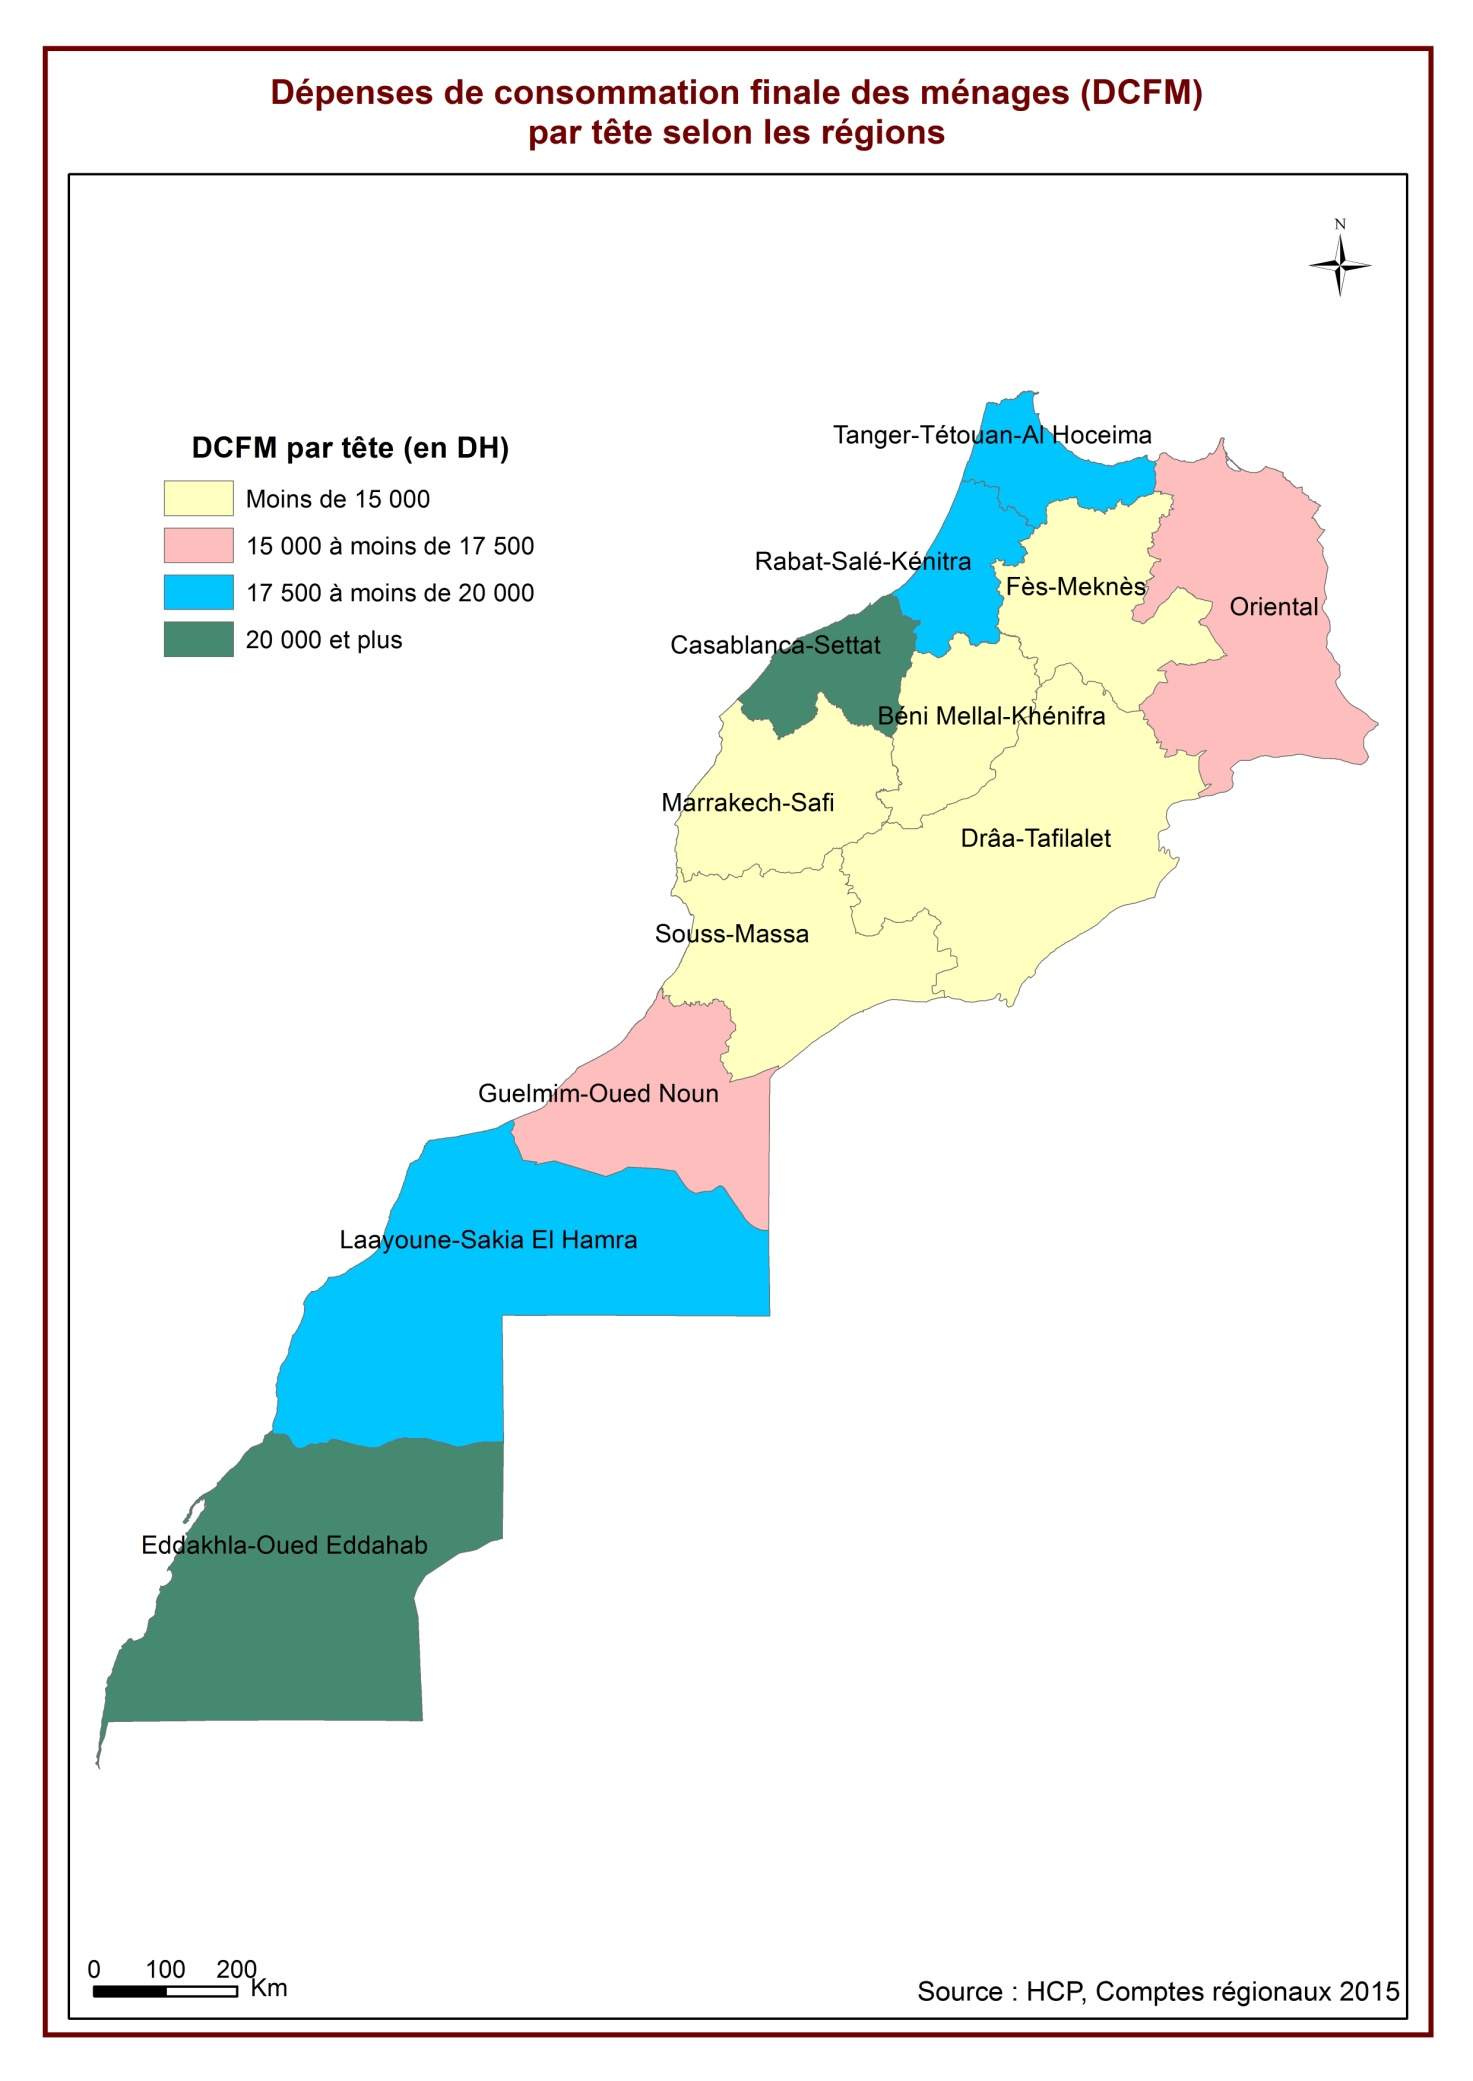 Dépenses de consommation finale des ménages (DCFM)
par tête selon les régions
N
DCFM par tête (en DH)
Moins de 15 000
15 000 à moins de 17 500
17 500 à moins de 20 000
20 000 et plus
Tanger-Tétouan-Al Hoceima
Rabat-Salé-Kénitra
Fès-Meknès
Oriental
Casablanca-Settat
Béni Mellal-Khénifra
Marrakech-Safi
Drâa-Tafilalet
Souss-Massa
Guelmim-Oued Noun
Laayoune-Sakia El Hamra
Eddakhla-Oued Eddahab
0 100 200
Km
Source : HCP, Comptes régionaux 2015